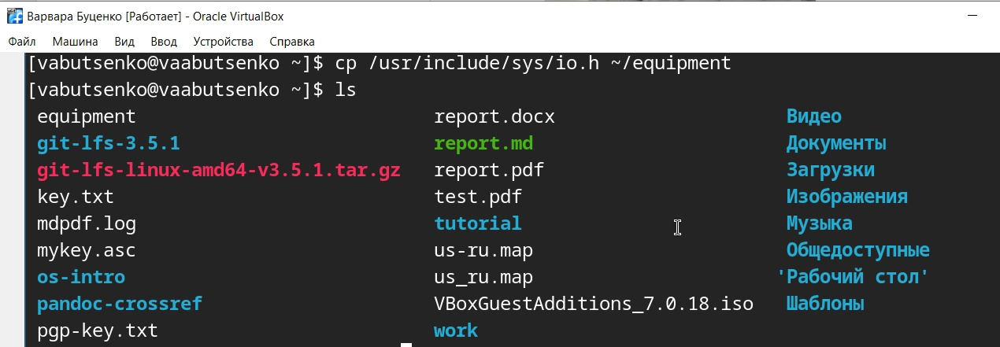 Варвара Буценко [Работает] - Oracle VirtualBox
Файл Машина Вид Ввод Устройства Справка
[vabutsenko@vaabutsenko ~]$ cp /usr/include/sys/io.h ~/equipment
[vabutsenko@vaabutsenko ~]$ ls
equipment report.docx Видео
git-lfs-3.5.1 report.md Документы
git-lfs-linux-amd64-v3.5.1.tar.gz report.pdf Загрузки
key.txt test.pdf Изображения
mdpdf.log tutorial Музыка
mykey.asc us-ru.map Общедоступные
os-intro us_ru.map 'Рабочий стол'
pandoc-crossref VBoxGuestAdditions_7.0.18.iso Шаблоны
pgp-key.txt work